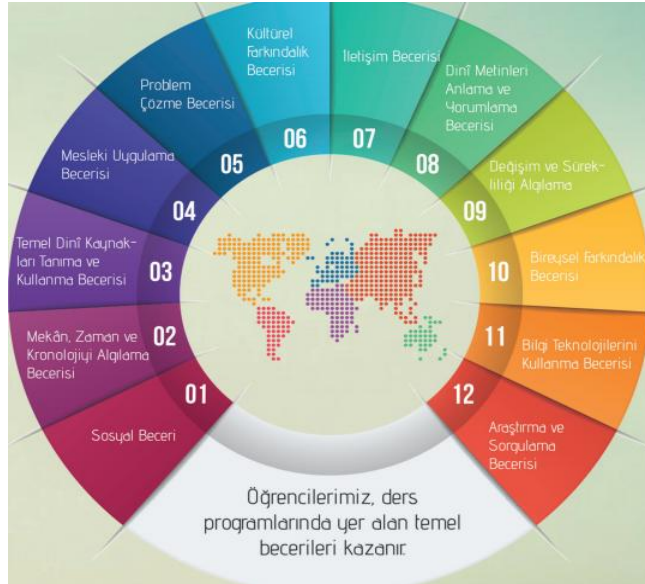 01
Sosyal Beceri
02
Mekân, Zaman ve
Kronolojiyi Algılama
Becerisi
03
Temel Dinî Kaynak-
ları Tanıma ve
Kullanma Becerisi
04
Mesleki Uygulama
Becerisi
05
Problem
Çözme Becerisi
06
Kültürel
Farkındalık
Becerisi
07
İletişim Becerisi
08
Dinî Metinleri
Anlama ve
Yorumlama
Becerisi
09
Değişim ve Sürek-
liliği Algılama
10
Bireysel Farkındalık
Becerisi
11
Bilgi Teknolojilerini
Kullanma Becerisi
12
Araştırma ve
Sorgulama
Becerisi
Öğrencilerimiz, ders
programlarında yer alan temel
becerileri kazanır.